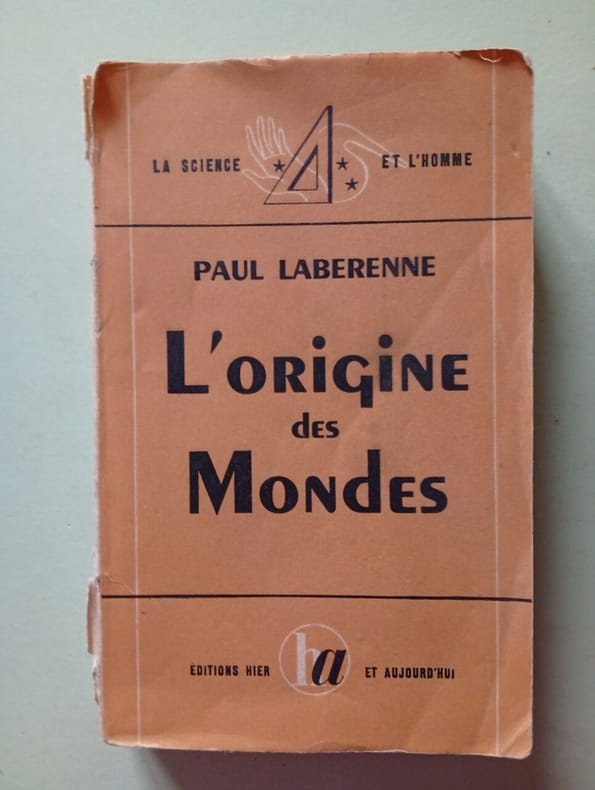 LA SCIENCE ET L'HOMME
PAUL LABERENNE
L'ORIGINE
des
MONDES
ÉDITIONS HIER ha ET AUJOURD'HUI